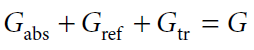 G_abs + G_ref + G_tr = G